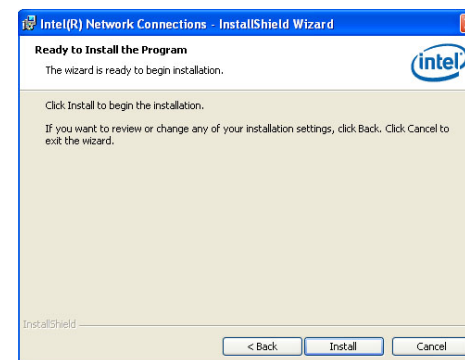 Intel(R) Network Connections - InstallShield Wizard
Ready to Install the Program
The wizard is ready to begin installation.
intel
Click Install to begin the installation.
If you want to review or change any of your installation settings, click Back. Click Cancel to
exit the wizard.
InstallShield
< Back Install Cancel